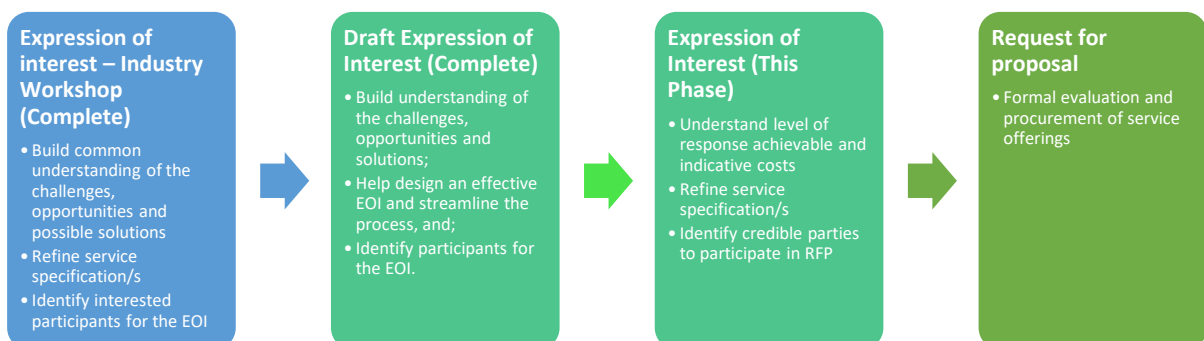 Expression of
interest – Industry
Workshop
(Complete)
• Build common
understanding of the
challenges,
opportunities and
possible solutions
• Refine service
specification/s
• Identify interested
participants for the EOI
Draft Expression of
Interest (Complete)
• Build understanding of
the challenges,
opportunities and
solutions;
• Help design an effective
EOI and streamline the
process, and;
• Identify participants for
the EOI.
Expression of
Interest (This
Phase)
• Understand level of
response achievable and
indicative costs
• Refine service
specification/s
• Identify credible parties
to participate in RFP
Request for
proposal
• Formal evaluation and
procurement of service
offerings